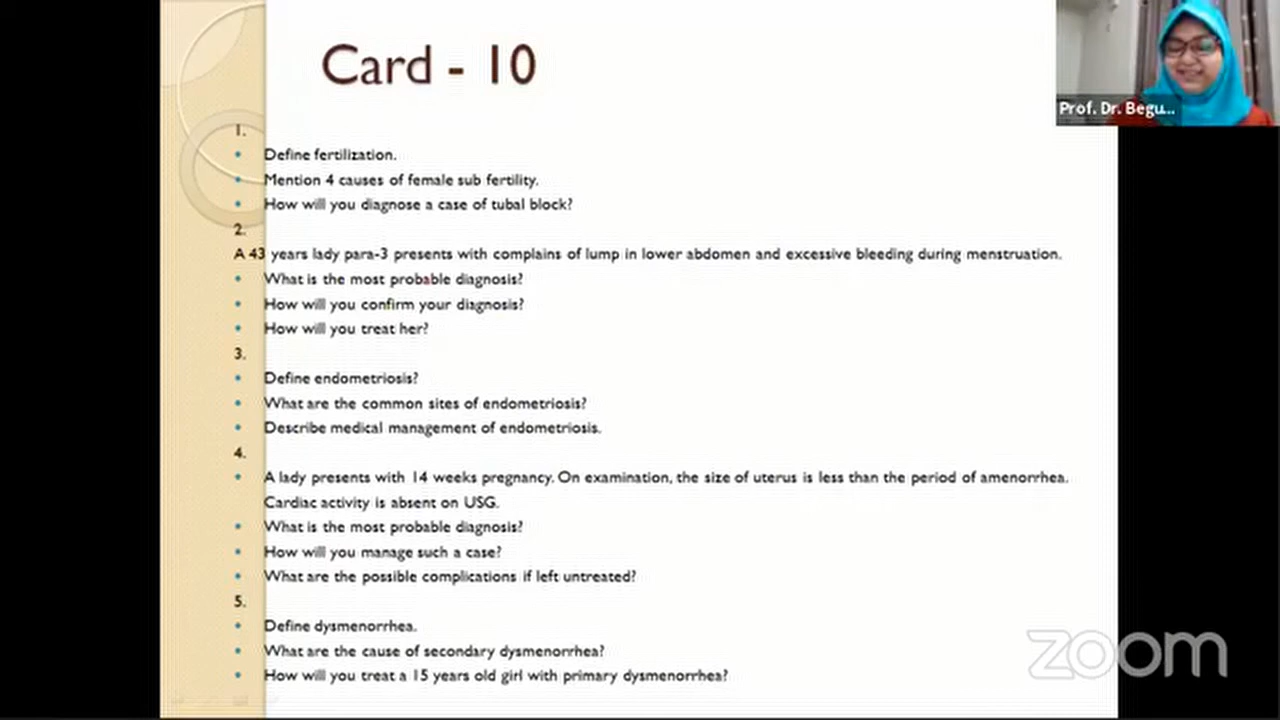 Card - 10
Prof. Dr. Begu...
1.
• Define fertilization.
• Mention 4 causes of female sub fertility.
• How will you diagnose a case of tubal block?
2.
A 43 years lady para-3 presents with complains of lump in lower abdomen and excessive bleeding during menstruation.
• What is the most probable diagnosis?
• How will you confirm your diagnosis?
• How will you treat her?
3.
• Define endometriosis?
• What are the common sites of endometriosis?
• Describe medical management of endometriosis.
4.
• A lady presents with 14 weeks pregnancy. On examination, the size of uterus is less than the period of amenorrhea.
Cardiac activity is absent on USG.
• What is the most probable diagnosis?
• How will you manage such a case?
• What are the possible complications if left untreated?
5.
• Define dysmenorrhea.
• What are the cause of secondary dysmenorrhea?
• How will you treat a 15 years old girl with primary dysmenorrhea?
zoom